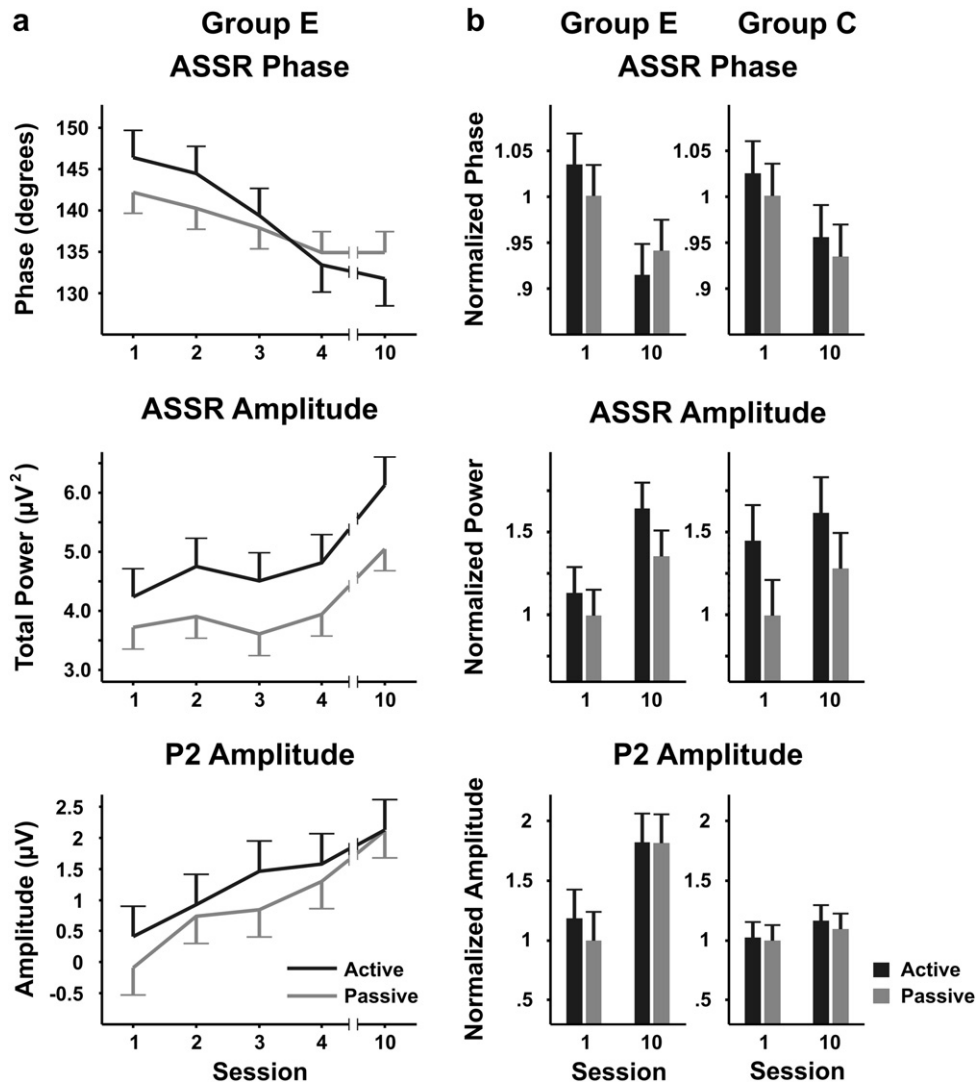 a
Group E
ASSR Phase
Phase (degrees)
150
145
140
135
130
1 2 3 4 10
ASSR Amplitude
Total Power (µV²)
6.0
5.0
4.0
3.0
1 2 3 4 10
P2 Amplitude
Amplitude (µV)
2.5
2
1.5
1
0.5
0
-0.5
Active
Passive
1 2 3 4 10
Session
b
Group E Group C
ASSR Phase
Normalized Phase
1.05
1
.95
.9
1 10
1.05
1
.95
.9
1 10
ASSR Amplitude
Normalized Power
1.5
1
1 10
1.5
1
1 10
P2 Amplitude
Normalized Amplitude
2
1.5
1
.5
1 10
Session
2
1.5
1
.5
1 10
Session
Active
Passive